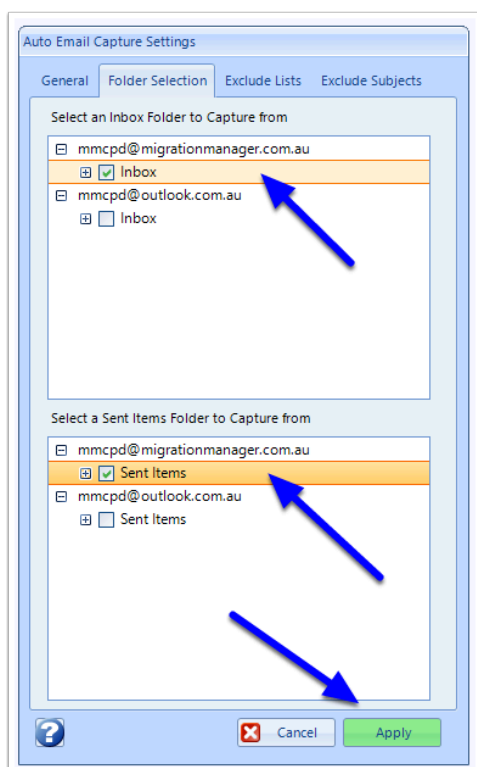 Auto Email Capture Settings
General Folder Selection Exclude Lists Exclude Subjects
Select an Inbox Folder to Capture from
mmcpd@migrationmanager.com.au
Inbox
mmcpd@outlook.com.au
Inbox
Select a Sent Items Folder to Capture from
mmcpd@migrationmanager.com.au
Sent Items
mmcpd@outlook.com.au
Sent Items
? Cancel Apply